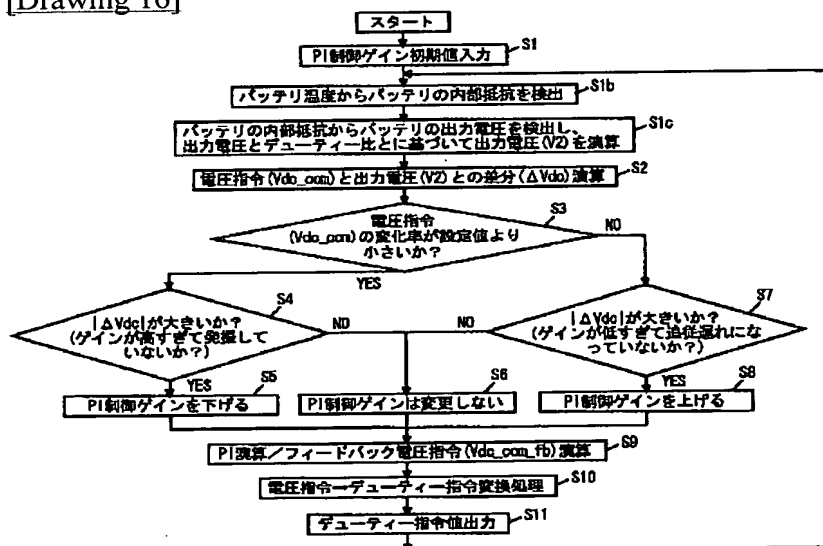 [Drawing 16]
スタート
PI制御ゲイン初期値入力
S1
バッテリ温度からバッテリの内部抵抗を検出
S1b
バッテリの内部抵抗からバッテリの出力電圧を検出し、
出力電圧とデューティー比とに基づいて出力電圧(V2)を演算
S1c
電圧指令(Vdc_com)と出力電圧(V2)との差分(ΔVdc)演算
S2
電圧指令
(Vdc_com)の変化率が設定値より
小さいか?
S3
NO
YES
|ΔVdc|が大きいか?
(ゲインが高すぎて発振して
いないか?)
S4
NO
YES
NO
|ΔVdc|が大きいか?
(ゲインが低すぎて追従遅れにな
っていないか?)
S7
YES
PI制御ゲインを下げる
S5
PI制御ゲインは変更しない
S6
PI制御ゲインを上げる
S8
PI演算/フィードバック電圧指令(Vdc_com_fb)演算
S9
電圧指令→デューティー指令変換処理
S10
デューティー指令値出力
S11